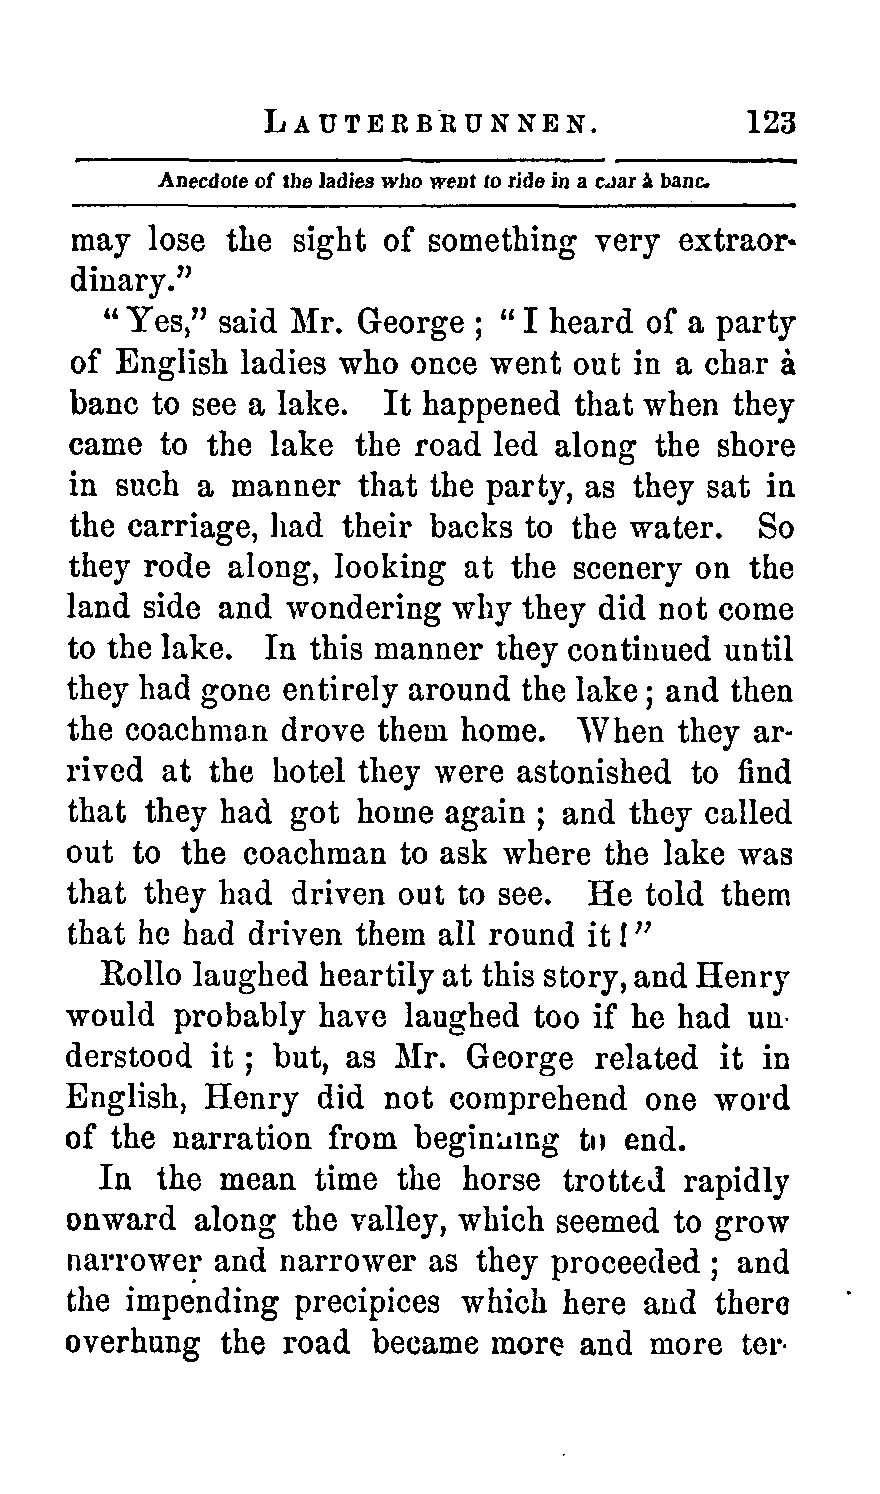 LAUTERBRUNNEN. 123
Anecdote of the ladies who went to ride in a char à banc.
may lose the sight of something very extraor-
dinary.”
“Yes,” said Mr. George ; “I heard of a party
of English ladies who once went out in a char à
banc to see a lake. It happened that when they
came to the lake the road led along the shore
in such a manner that the party, as they sat in
the carriage, had their backs to the water. So
they rode along, looking at the scenery on the
land side and wondering why they did not come
to the lake. In this manner they continued until
they had gone entirely around the lake ; and then
the coachman drove them home. When they ar-
rived at the hotel they were astonished to find
that they had got home again ; and they called
out to the coachman to ask where the lake was
that they had driven out to see. He told them
that he had driven them all round it !”
Rollo laughed heartily at this story, and Henry
would probably have laughed too if he had un-
derstood it ; but, as Mr. George related it in
English, Henry did not comprehend one word
of the narration from beginning to end.
In the mean time the horse trotted rapidly
onward along the valley, which seemed to grow
narrower and narrower as they proceeded ; and
the impending precipices which here and there
overhung the road became more and more ter-